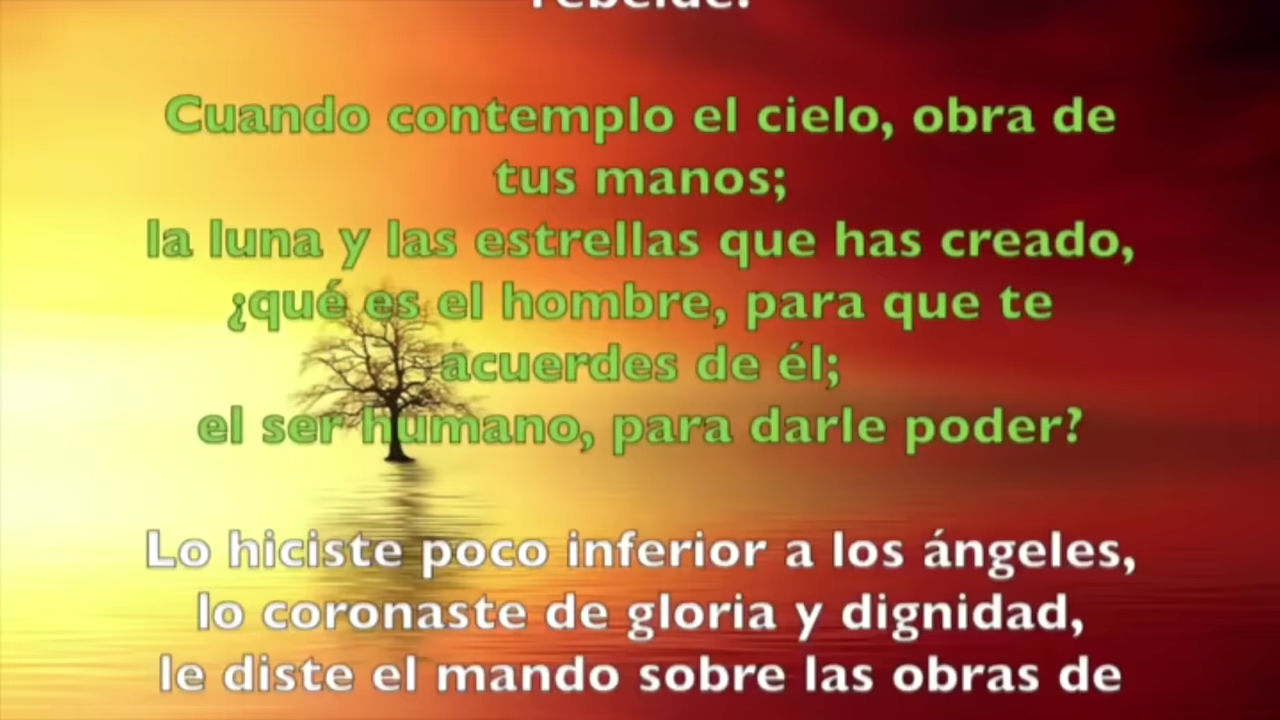 rebelde.
Cuando contemplo el cielo, obra de
tus manos;
la luna y las estrellas que has creado,
¿qué es el hombre, para que te
acuerdes de él;
el ser humano, para darle poder?
Lo hiciste poco inferior a los ángeles,
lo coronaste de gloria y dignidad,
le diste el mando sobre las obras de